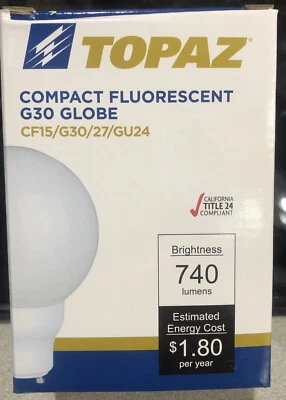 TOPAZ
COMPACT FLUORESCENT
G30 GLOBE
CF15/G30/27/GU24
CALIFORNIA
TITLE 24
COMPLIANT
Brightness
740
lumens
Estimated
Energy Cost
$1.80
per year